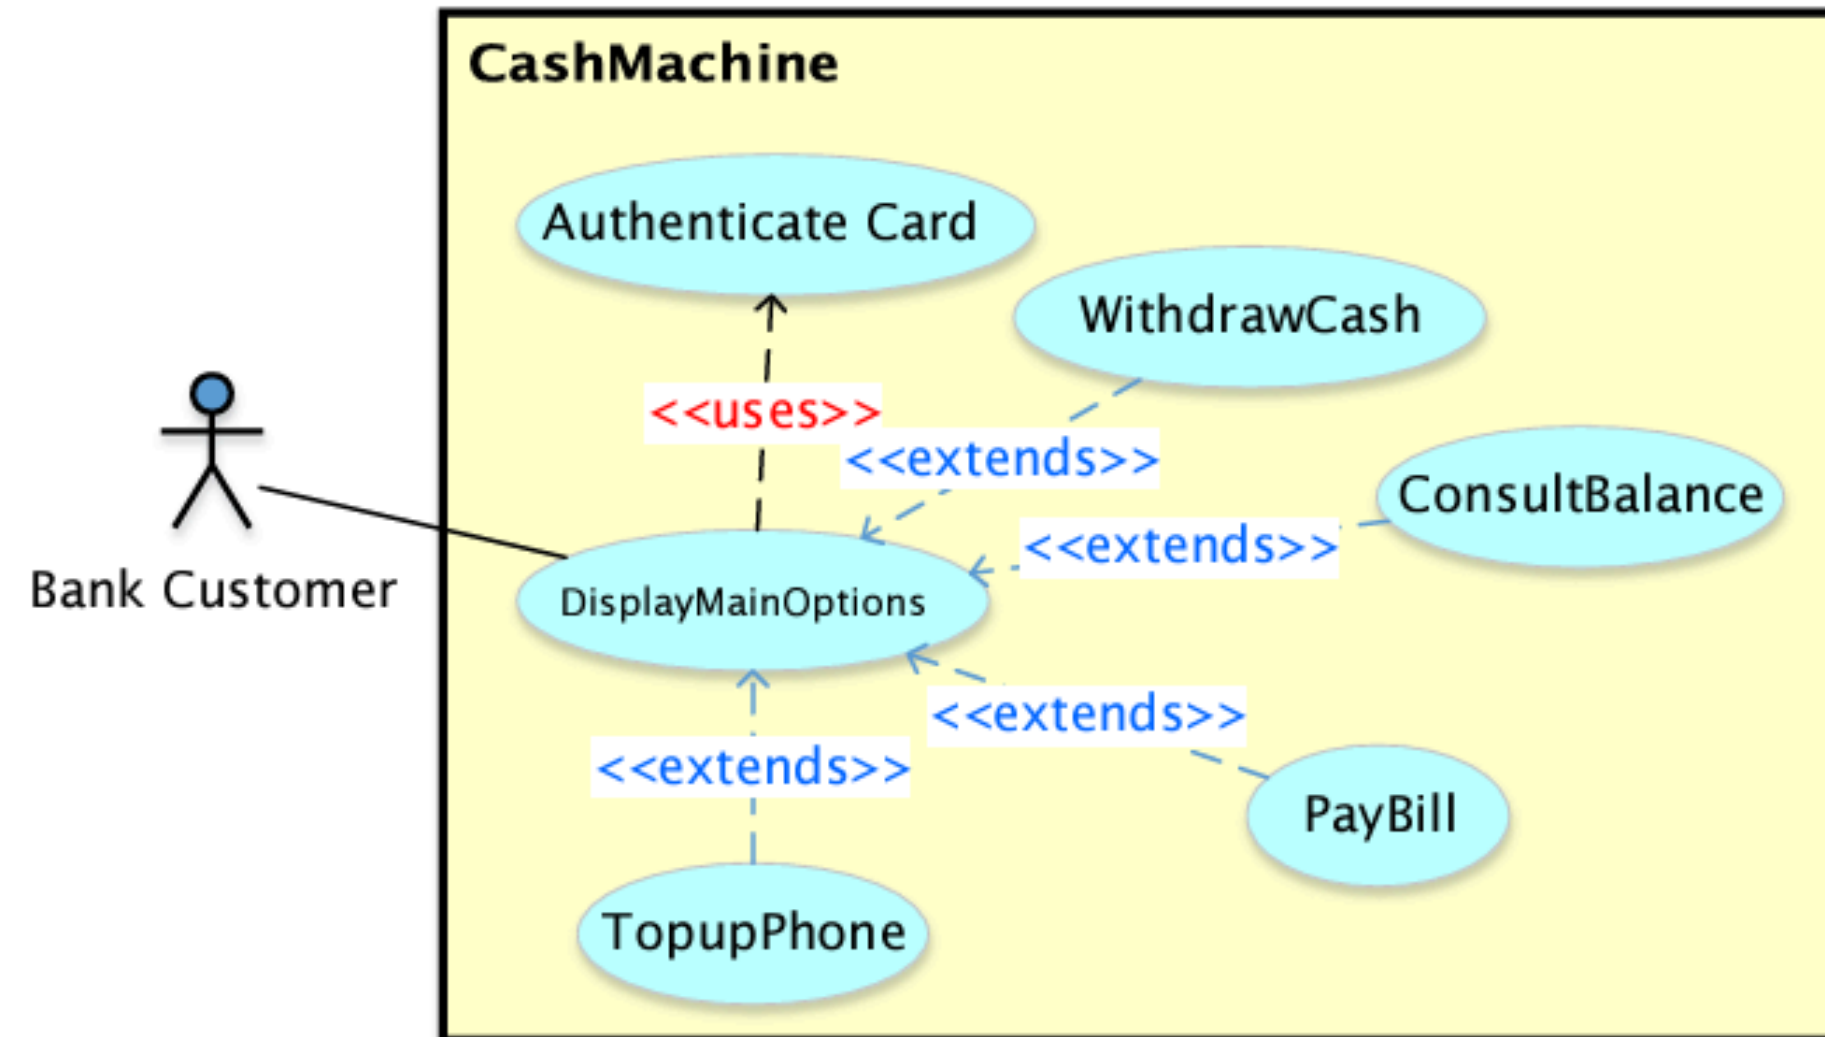 CashMachine
Authenticate Card
WithdrawCash
<<uses>>
<<extends>>
ConsultBalance
<<extends>>
Bank Customer
DisplayMainOptions
<<extends>>
<<extends>>
PayBill
TopupPhone